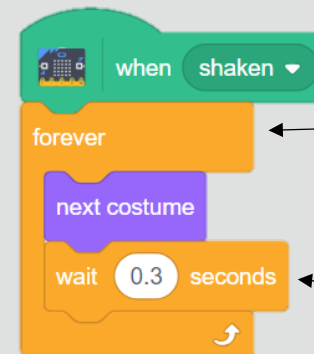 when shaken
forever
next costume
wait 0.3 seconds